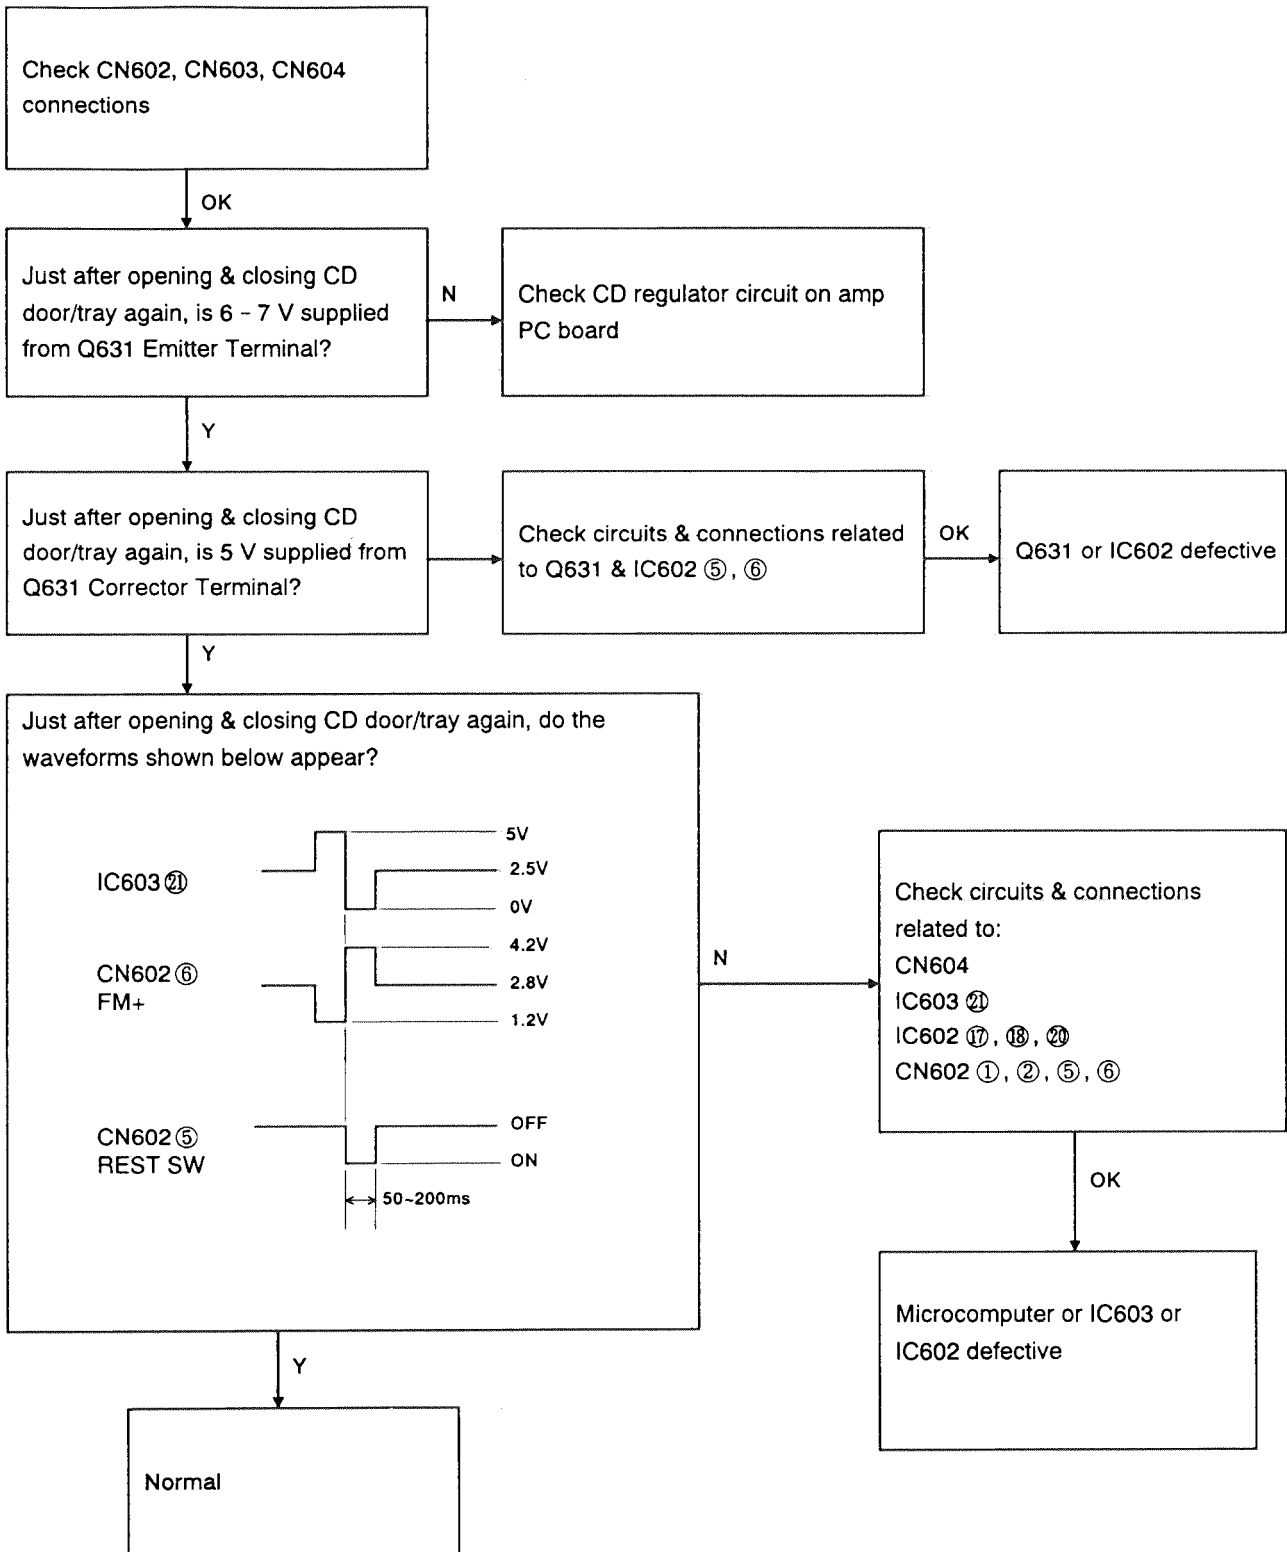 Check CN602, CN603, CN604
connections
OK
Just after opening & closing CD
door/tray again, is 6 – 7 V supplied
from Q631 Emitter Terminal?
N
Check CD regulator circuit on amp
PC board
Y
Just after opening & closing CD
door/tray again, is 5 V supplied from
Q631 Corrector Terminal?
Check circuits & connections related
to Q631 & IC602 ⑤, ⑥
OK
Q631 or IC602 defective
Y
Just after opening & closing CD door/tray again, do the
waveforms shown below appear?
IC603 ㉑
5V
2.5V
0V
CN602 ⑥
FM+
4.2V
2.8V
1.2V
CN602 ⑤
REST SW
OFF
ON
50~200ms
N
Check circuits & connections
related to:
CN604
IC603 ㉑
IC602 ⑰, ⑱, ⑳
CN602 ①, ②, ⑤, ⑥
OK
Microcomputer or IC603 or
IC602 defective
Y
Normal